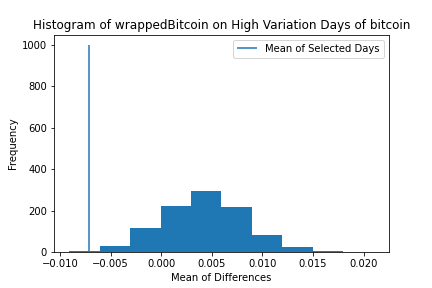 Histogram of wrappedBitcoin on High Variation Days of bitcoin
Mean of Selected Days
1000
800
600
400
200
0
Frequency
−0.010 −0.005 0.000 0.005 0.010 0.015 0.020
Mean of Differences